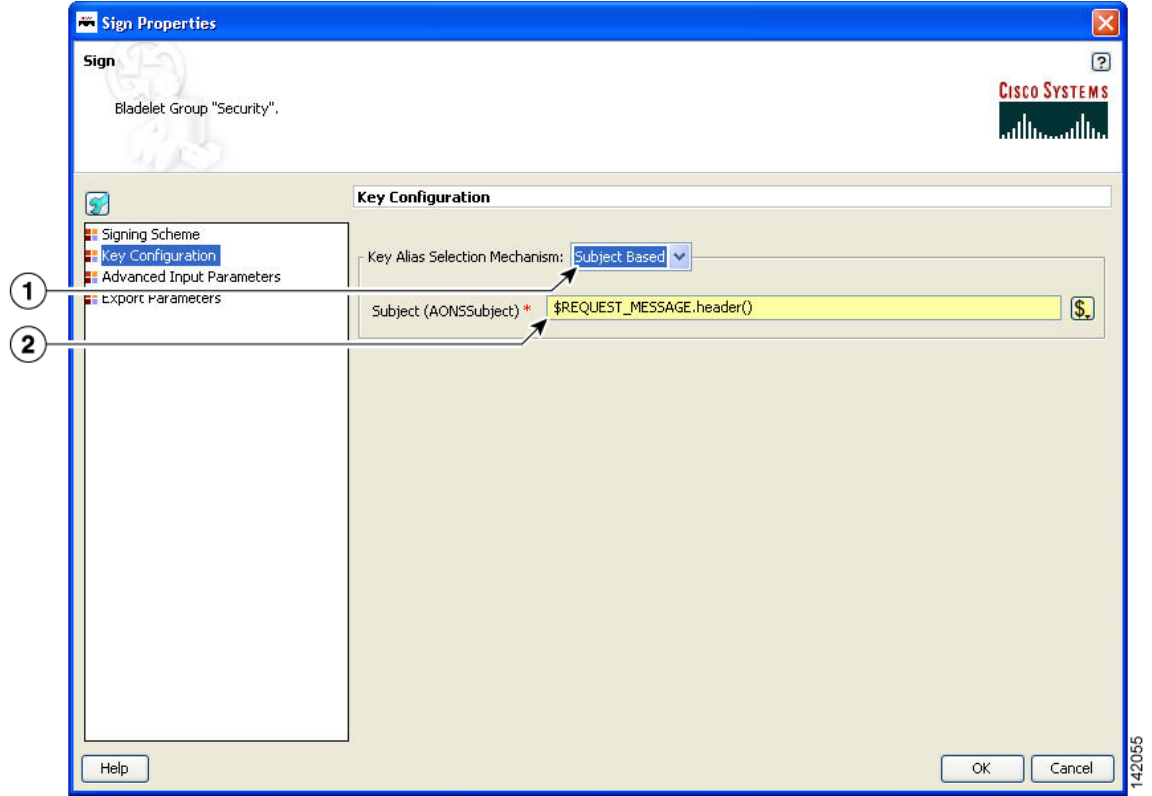 Sign Properties
Sign
?
Bladelet Group "Security".
CISCO SYSTEMS
Key Configuration
Signing Scheme
Key Configuration
Advanced Input Parameters
Export Parameters
Key Alias Selection Mechanism: Subject Based
1
Subject (AONSSubject) * $REQUEST_MESSAGE.header() $
2
Help
OK
Cancel
142055